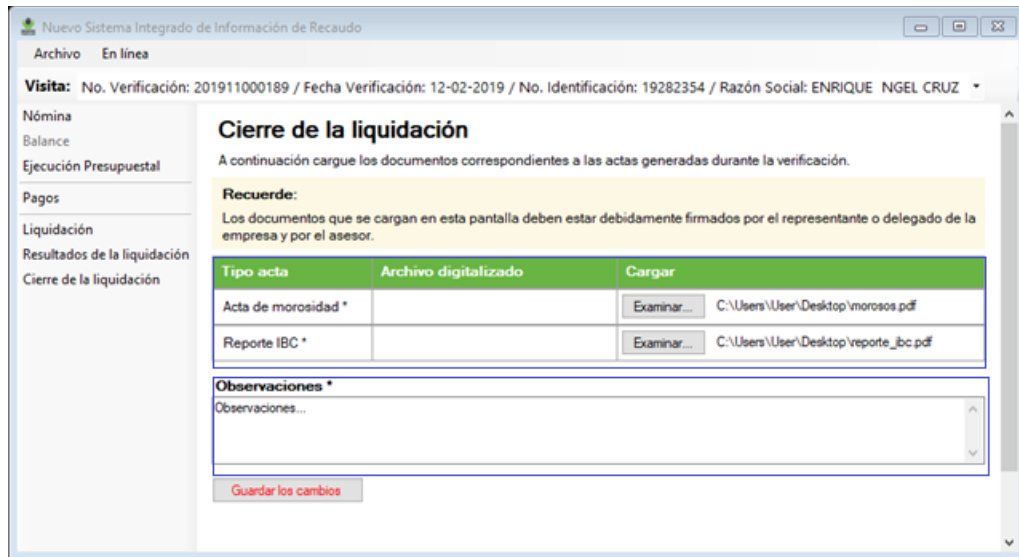 Nuevo Sistema Integrado de Información de Recaudo
Archivo En línea
Visita: No. Verificación: 201911000189 / Fecha Verificación: 12-02-2019 / No. Identificación: 19282354 / Razón Social: ENRIQUE NGEL CRUZ
Nómina
Balance
Ejecución Presupuestal
Pagos
Liquidación
Resultados de la liquidación
Cierre de la liquidación
Cierre de la liquidación
A continuación cargue los documentos correspondientes a las actas generadas durante la verificación.
Recuerde:
Los documentos que se cargan en esta pantalla deben estar debidamente firmados por el representante o delegado de la
empresa y por el asesor.
Tipo acta Archivo digitalizado Cargar
Acta de morosidad * Examinar... C:\Users\User\Desktop\morosos.pdf
Reporte IBC * Examinar... C:\Users\User\Desktop\reporte_ibc.pdf
Observaciones *
Observaciones...
Guardar los cambios